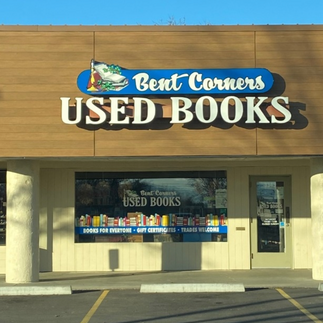 Bent Corners
USED BOOKS
Bent Corners
USED BOOKS
BOOKS FOR EVERYONE • GIFT CERTIFICATES • TRADES WELCOME